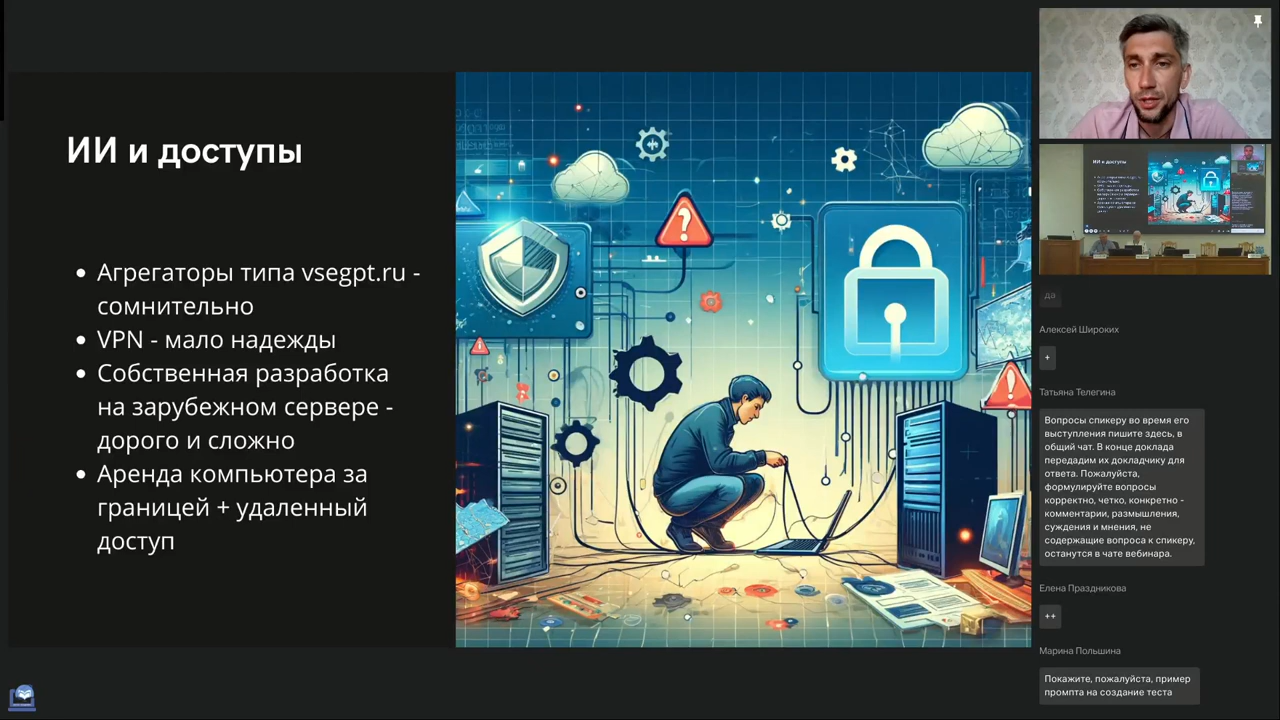 ИИ и доступы
Агрегаторы типа vsegpt.ru -
сомнительно
VPN - мало надежды
Собственная разработка
на зарубежном сервере -
дорого и сложно
Аренда компьютера за
границей + удаленный
доступ
ИИ и доступы
да
Алексей Широких
+
Татьяна Телегина
Вопросы спикеру во время его
выступления пишите здесь, в
общий чат. В конце доклада
передадим их докладчику для
ответа. Пожалуйста,
формулируйте вопросы
корректно, четко, конкретно -
комментарии, размышления,
суждения и мнения, не
содержащие вопроса к спикеру,
останутся в чате вебинара.
Елена Праздникова
++
Марина Польшина
Покажите, пожалуйста, пример
промпта на создание теста